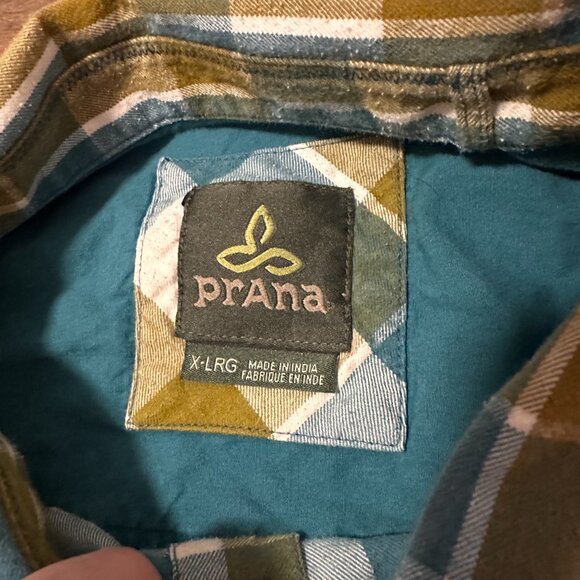 prAna
X-LRG MADE IN INDIA
FABRIQUE EN INDE